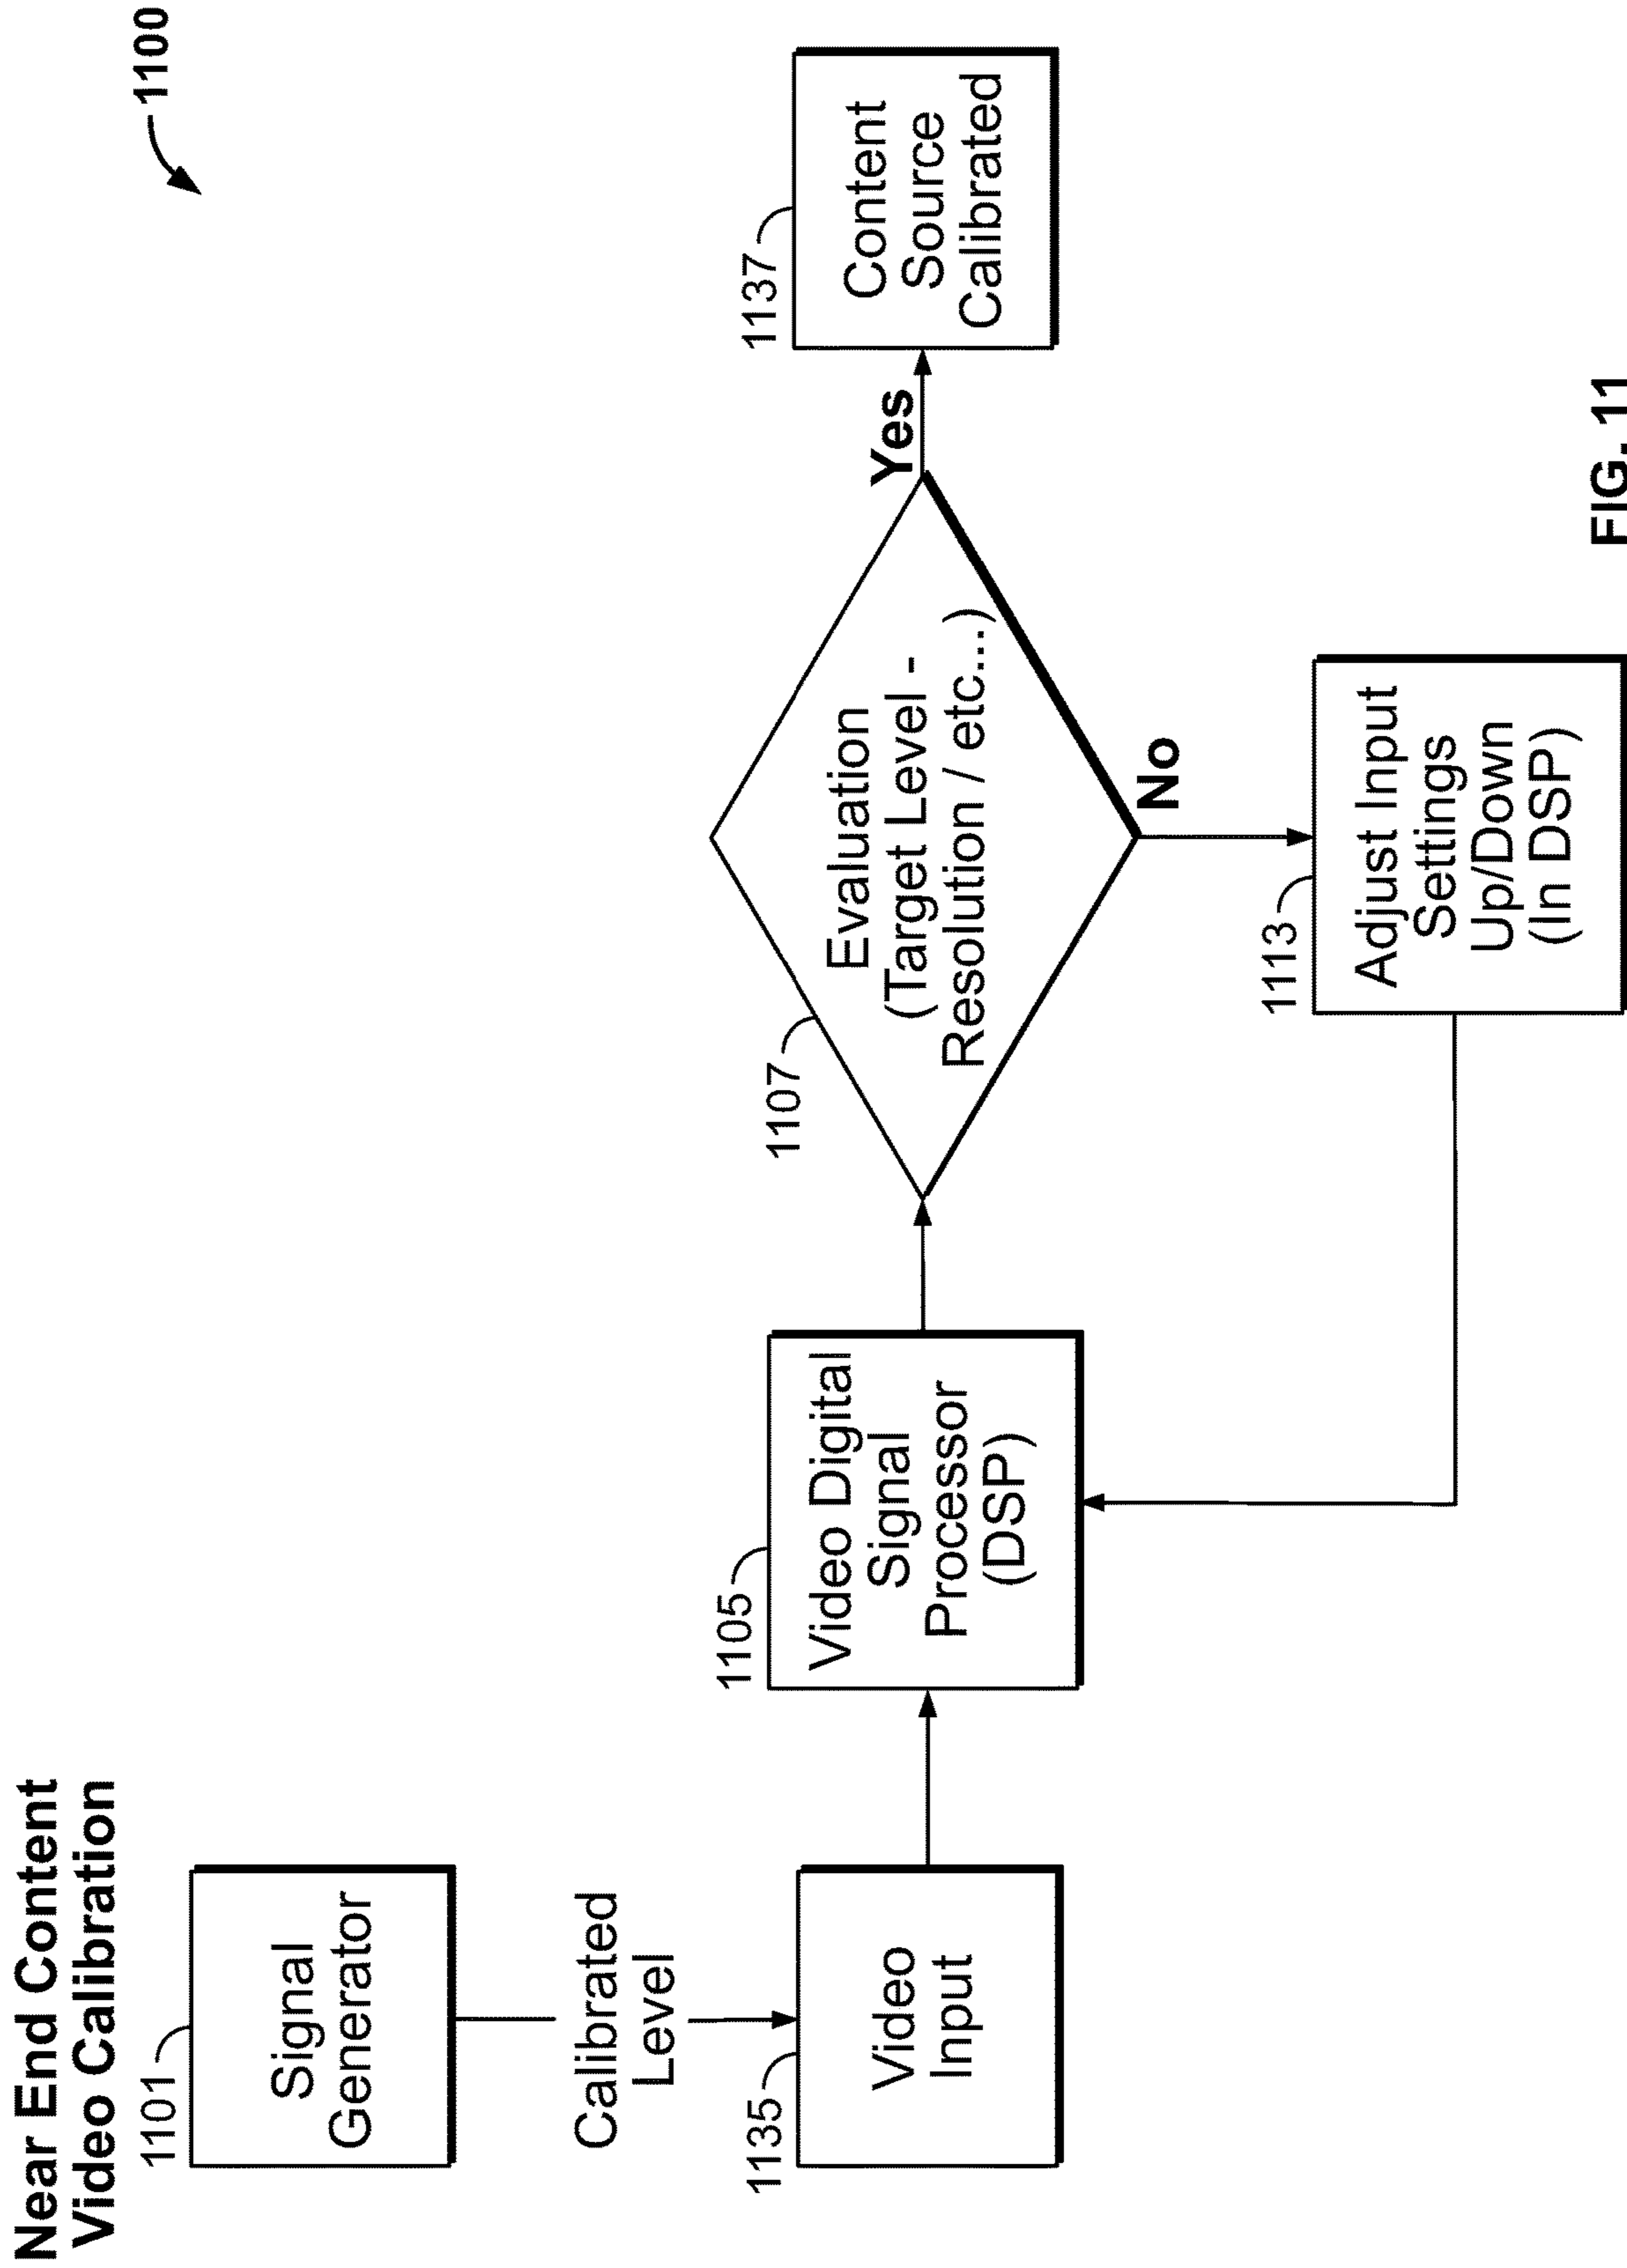 Near End Content
Video Calibration
1100
1101
Signal
Generator
Calibrated
Level
1135
Video
Input
1105
Video Digital
Signal
Processor
(DSP)
1107
Evaluation
(Target Level -
Resolution / etc...)
Yes
1137
Content
Source
Calibrated
No
1113
Adjust Input
Settings
Up/Down
(In DSP)
FIG. 11